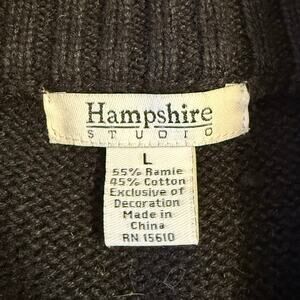 Hampshire
STUDIO
L
55% Ramie
45% Cotton
Exclusive of
Decoration
Made in
China
RN 15610